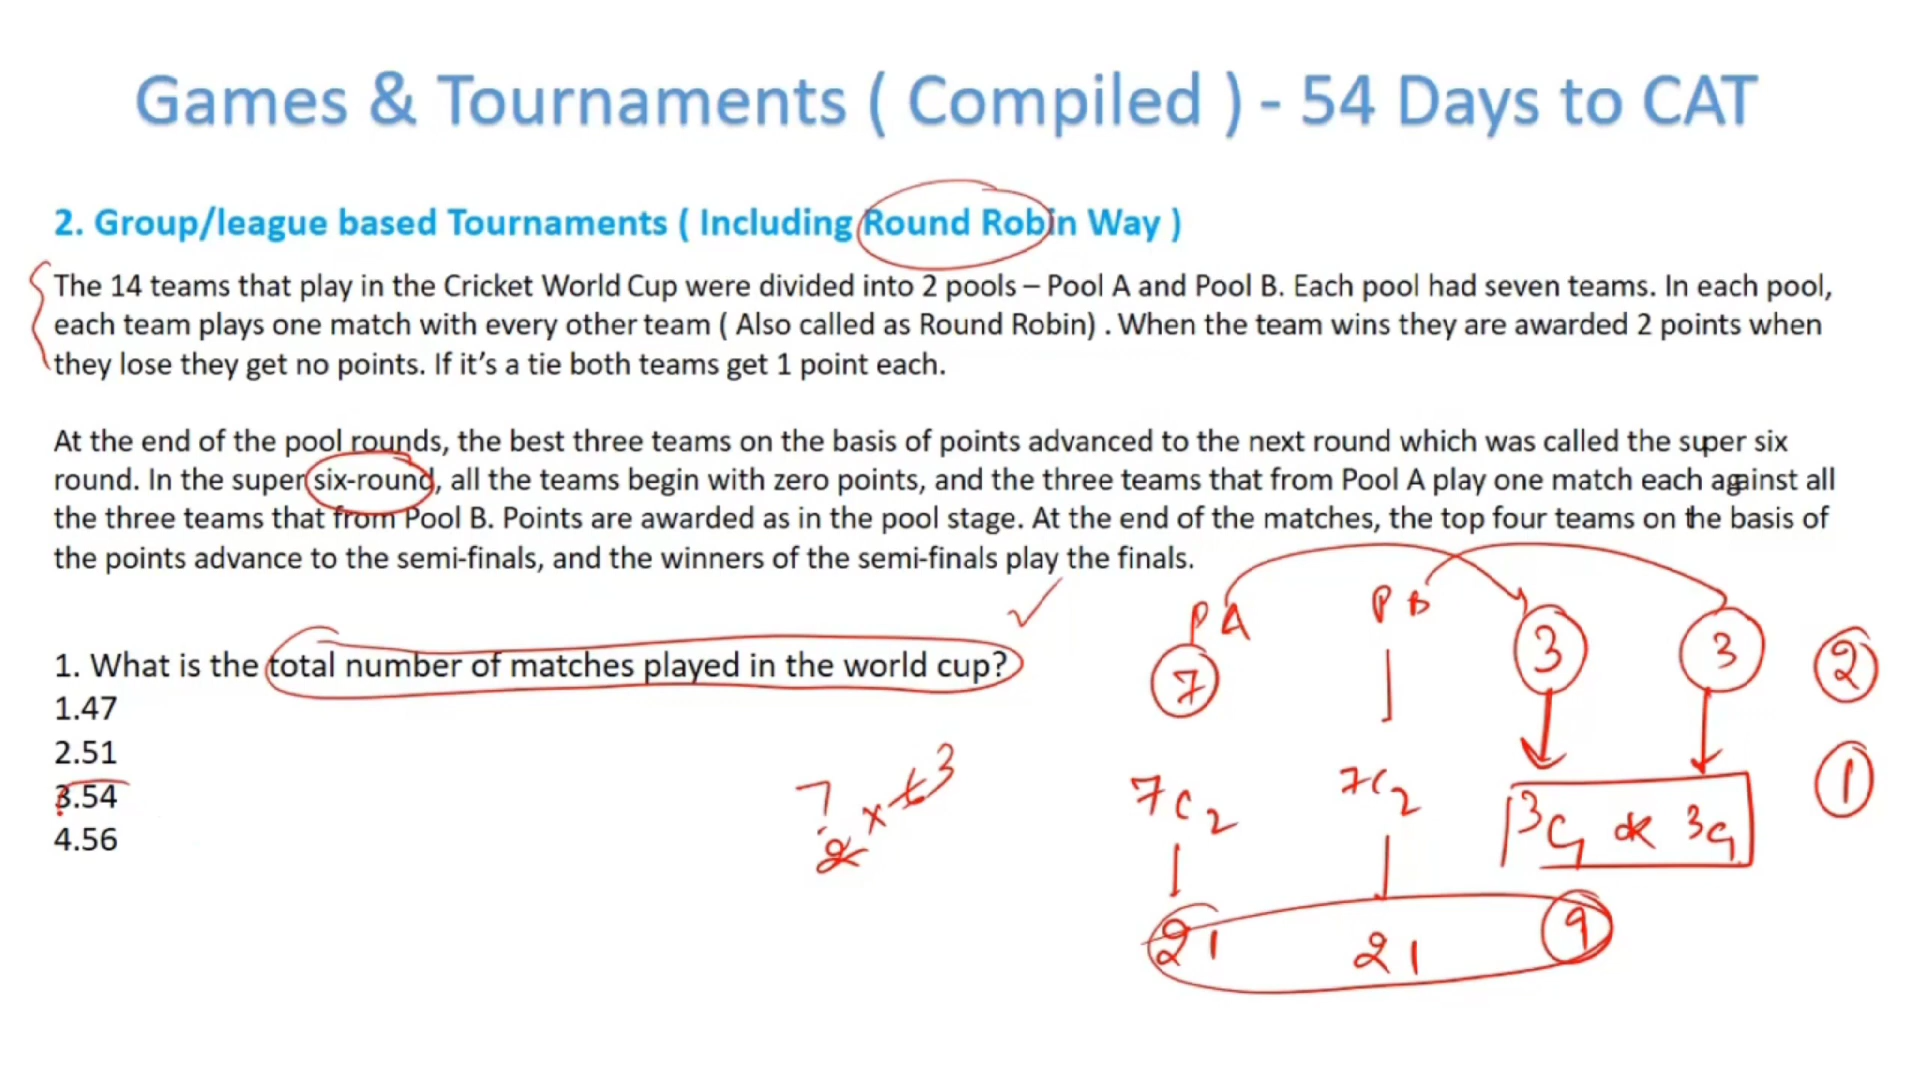 Games & Tournaments ( Compiled ) - 54 Days to CAT
2. Group/league based Tournaments ( Including Round Robin Way )
The 14 teams that play in the Cricket World Cup were divided into 2 pools – Pool A and Pool B. Each pool had seven teams. In each pool,
each team plays one match with every other team ( Also called as Round Robin) . When the team wins they are awarded 2 points when
they lose they get no points. If it’s a tie both teams get 1 point each.
At the end of the pool rounds, the best three teams on the basis of points advanced to the next round which was called the super six
round. In the super six-round, all the teams begin with zero points, and the three teams that from Pool A play one match each against all
the three teams that from Pool B. Points are awarded as in the pool stage. At the end of the matches, the top four teams on the basis of
the points advance to the semi-finals, and the winners of the semi-finals play the finals.
1. What is the total number of matches played in the world cup?
1.47
2.51
3.54
4.56
P A
P B
7
3
3
2
7C2
7C2
3C1
3C1
1
7 x 6 3
2
21
21
9